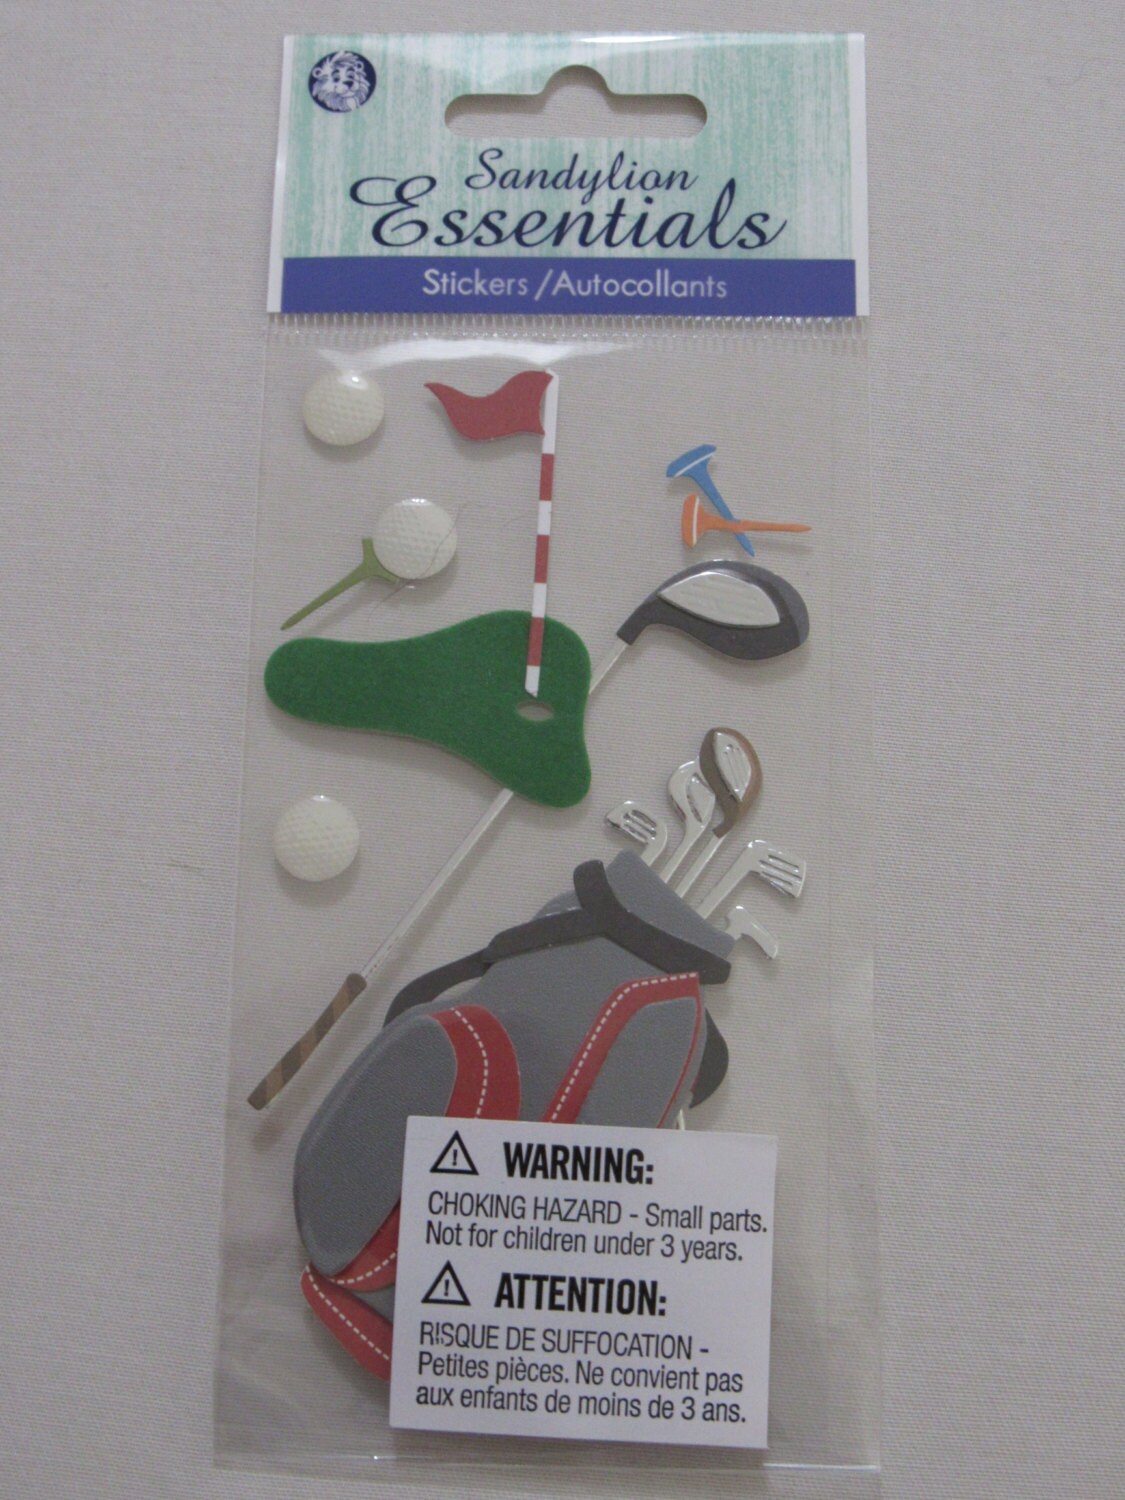 Sandylion
Essentials
Stickers/Autocollants
WARNING:
CHOKING HAZARD - Small parts.
Not for children under 3 years.
ATTENTION:
RISQUE DE SUFFOCATION -
Petites pièces. Ne convient pas
aux enfants de moins de 3 ans.